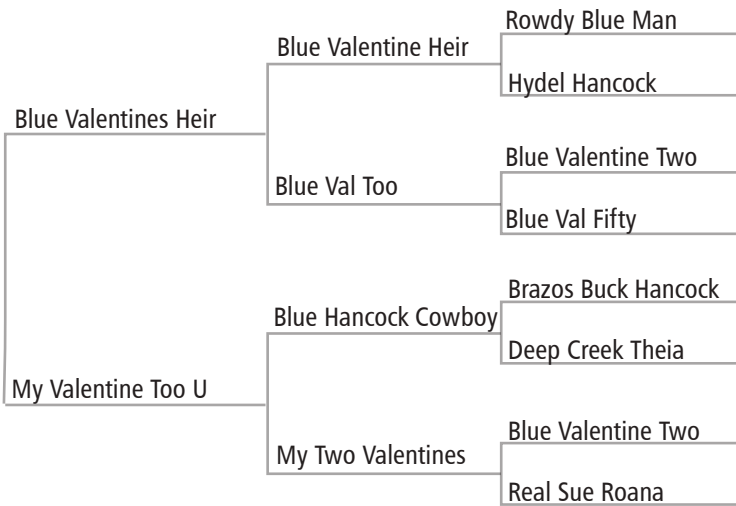 Rowdy Blue Man
Blue Valentine Heir
Hydel Hancock
Blue Valentines Heir
Blue Valentine Two
Blue Val Too
Blue Val Fifty
Brazos Buck Hancock
Blue Hancock Cowboy
Deep Creek Theia
My Valentine Too U
Blue Valentine Two
My Two Valentines
Real Sue Roana